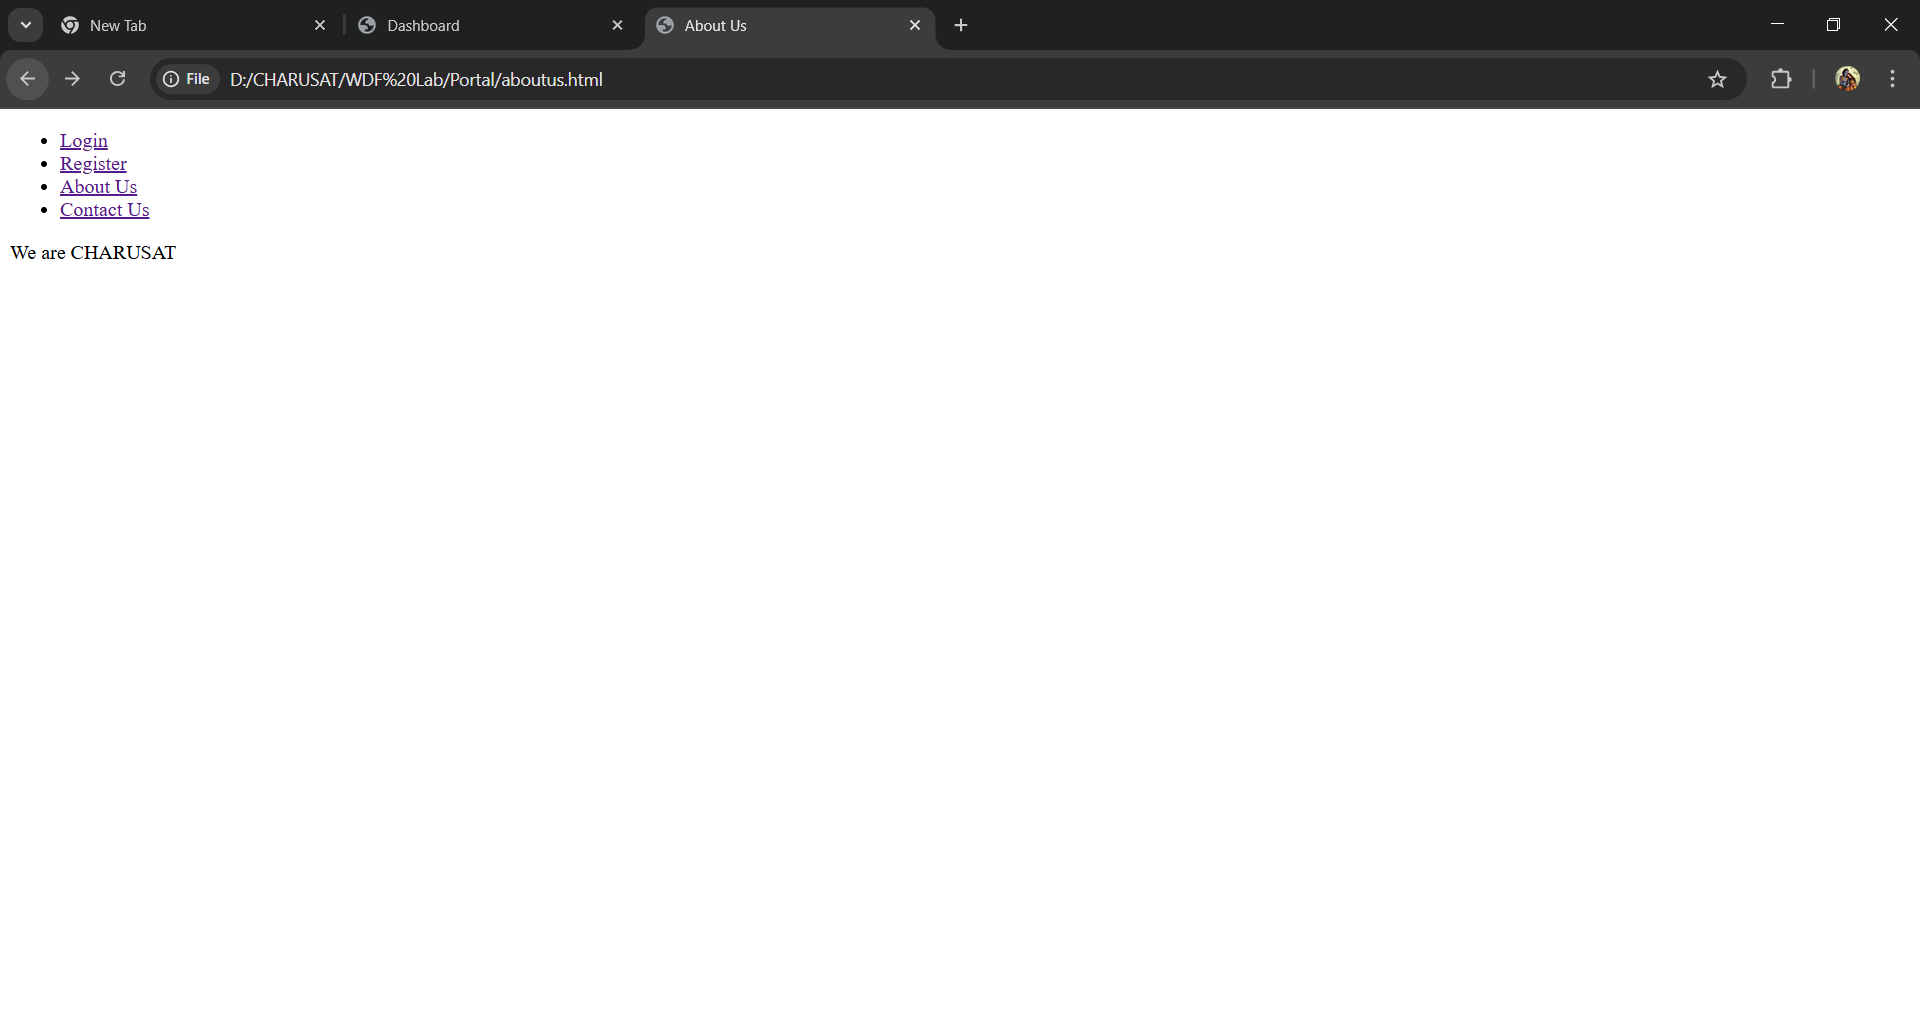 New Tab
Dashboard
About Us
File D:/CHARUSAT/WDF%20Lab/Portal/aboutus.html
Login
Register
About Us
Contact Us
We are CHARUSAT